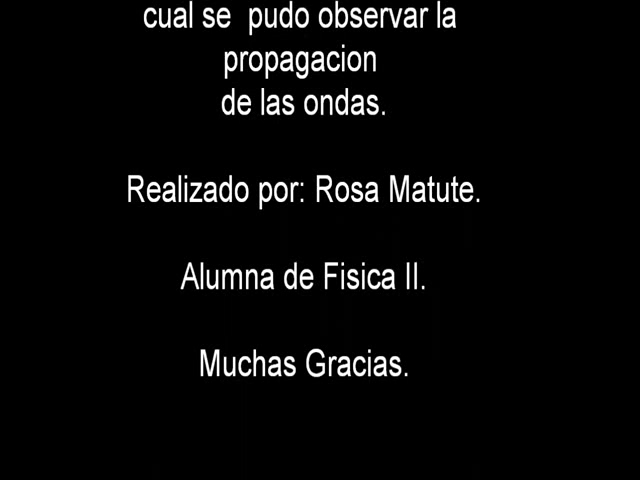 cual se  pudo observar la
propagacion
de las ondas.
Realizado por: Rosa Matute.
Alumna de Fisica II.
Muchas Gracias.